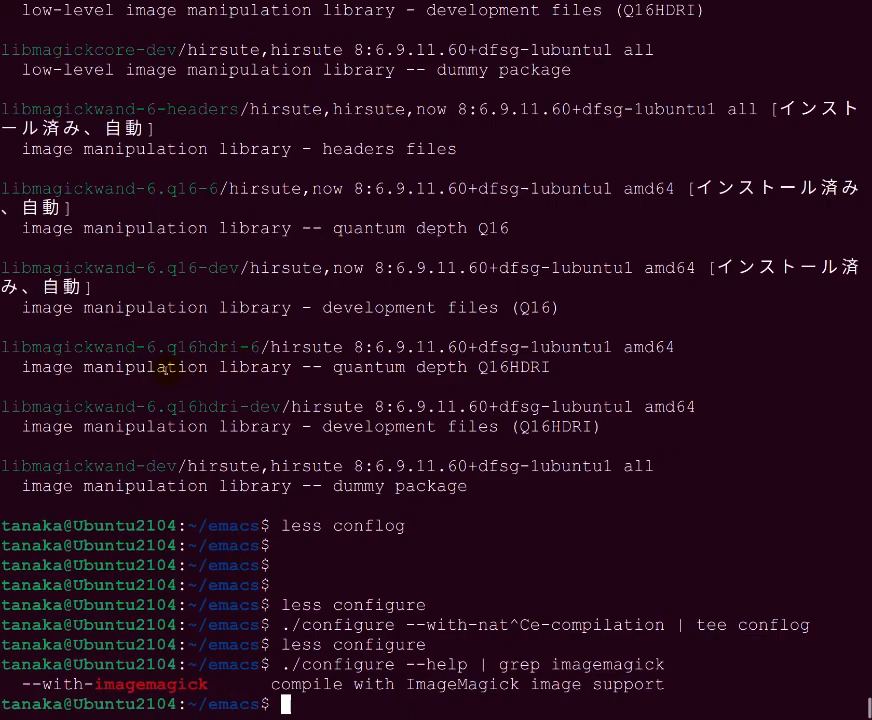 low-level image manipulation library - development files (Q16HDRI)
libmagickcore-dev/hirsute,hirsute 8:6.9.11.60+dfsg-1ubuntu1 all
low-level image manipulation library -- dummy package
libmagickwand-6-headers/hirsute,hirsute,now 8:6.9.11.60+dfsg-1ubuntu1 all [インスト
ール済み、自動]
image manipulation library - headers files
libmagickwand-6.q16-6/hirsute,now 8:6.9.11.60+dfsg-1ubuntu1 amd64 [インストール済み
、自動]
image manipulation library -- quantum depth Q16
libmagickwand-6.q16-dev/hirsute,now 8:6.9.11.60+dfsg-1ubuntu1 amd64 [インストール済
み、自動]
image manipulation library - development files (Q16)
libmagickwand-6.q16hdri-6/hirsute 8:6.9.11.60+dfsg-1ubuntu1 amd64
image manipulation library -- quantum depth Q16HDRI
libmagickwand-6.q16hdri-dev/hirsute 8:6.9.11.60+dfsg-1ubuntu1 amd64
image manipulation library - development files (Q16HDRI)
libmagickwand-dev/hirsute,hirsute 8:6.9.11.60+dfsg-1ubuntu1 all
image manipulation library -- dummy package
tanaka@Ubuntu2104:~/emacs$ less conflog
tanaka@Ubuntu2104:~/emacs$
tanaka@Ubuntu2104:~/emacs$
tanaka@Ubuntu2104:~/emacs$
tanaka@Ubuntu2104:~/emacs$ less configure
tanaka@Ubuntu2104:~/emacs$ ./configure --with-nat^Ce-compilation | tee conflog
tanaka@Ubuntu2104:~/emacs$ less configure
tanaka@Ubuntu2104:~/emacs$ ./configure --help | grep imagemagick
--with-imagemagick      compile with ImageMagick image support
tanaka@Ubuntu2104:~/emacs$